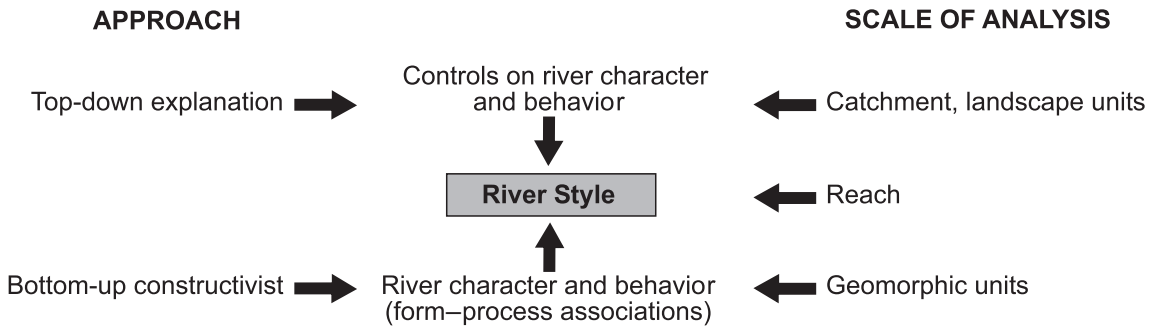 APPROACH
SCALE OF ANALYSIS
Top-down explanation
Controls on river character
and behavior
Catchment, landscape units
River Style
Reach
Bottom-up constructivist
River character and behavior
(form–process associations)
Geomorphic units